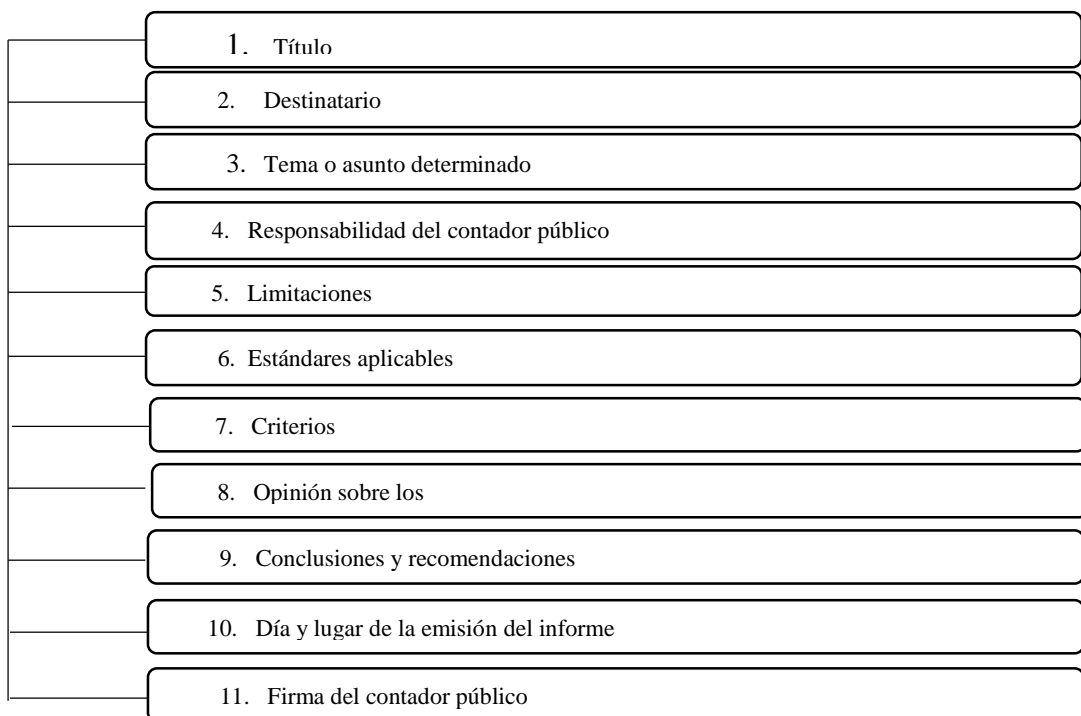 1. Título
2. Destinatario
3. Tema o asunto determinado
4. Responsabilidad del contador público
5. Limitaciones
6. Estándares aplicables
7. Criterios
8. Opinión sobre los
9. Conclusiones y recomendaciones
10. Día y lugar de la emisión del informe
11. Firma del contador público